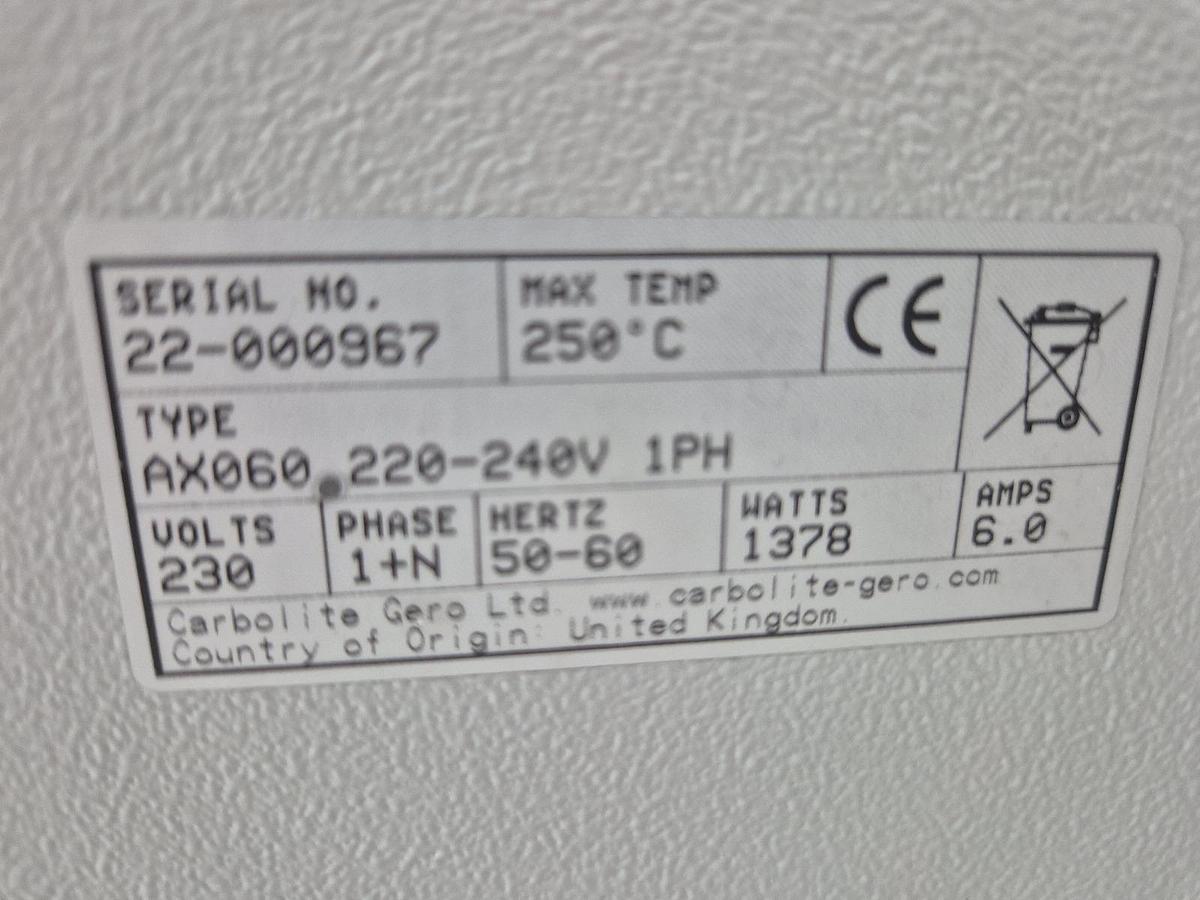 SERIAL NO.
22-000967
MAX TEMP
250°C
CE
TYPE
AX060 220-240V 1PH
VOLTS
230
PHASE
1+N
HERTZ
50-60
WATTS
1378
AMPS
6.0
Carbolite Gero Ltd. www.carbolite-gero.com
Country of Origin: United Kingdom.